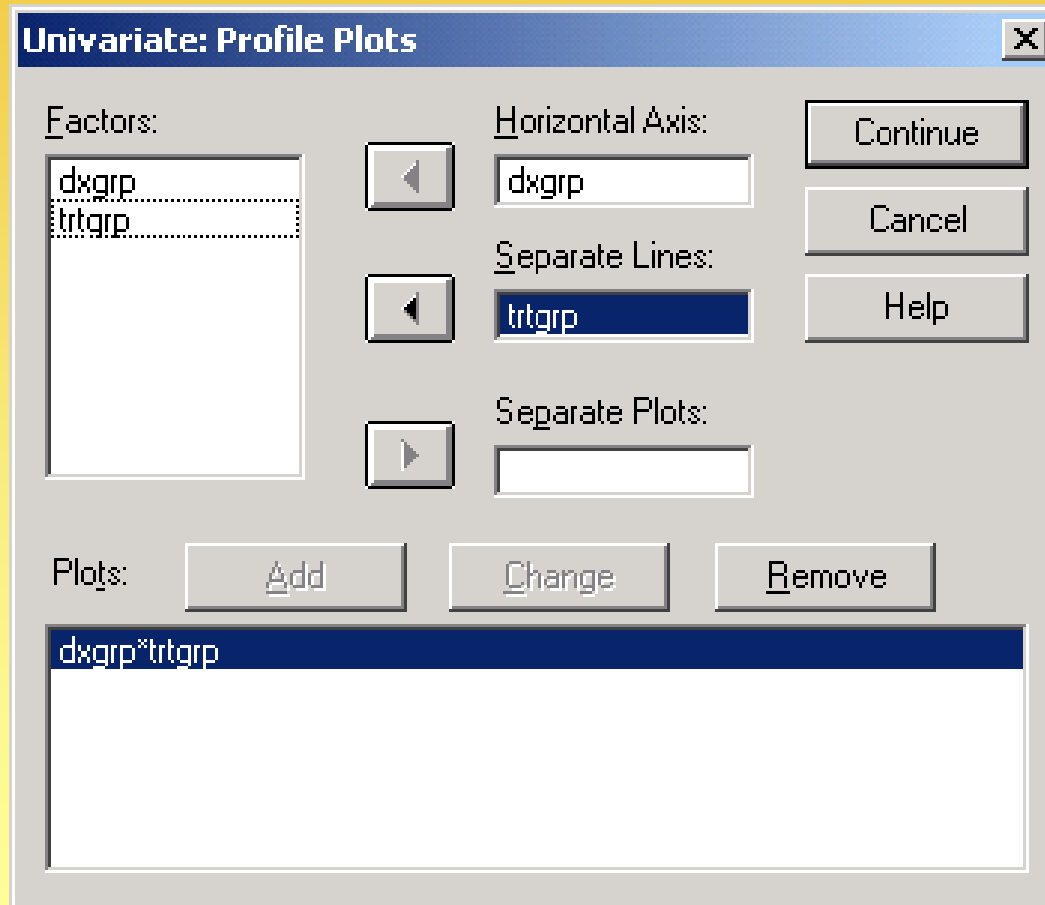 Univariate: Profile Plots
Factors:
dxgrp
trtgrp
Horizontal Axis:
dxgrp
Separate Lines:
trtgrp
Separate Plots:
Continue
Cancel
Help
Plots:
Add
Change
Remove
dxgrp*trtgrp